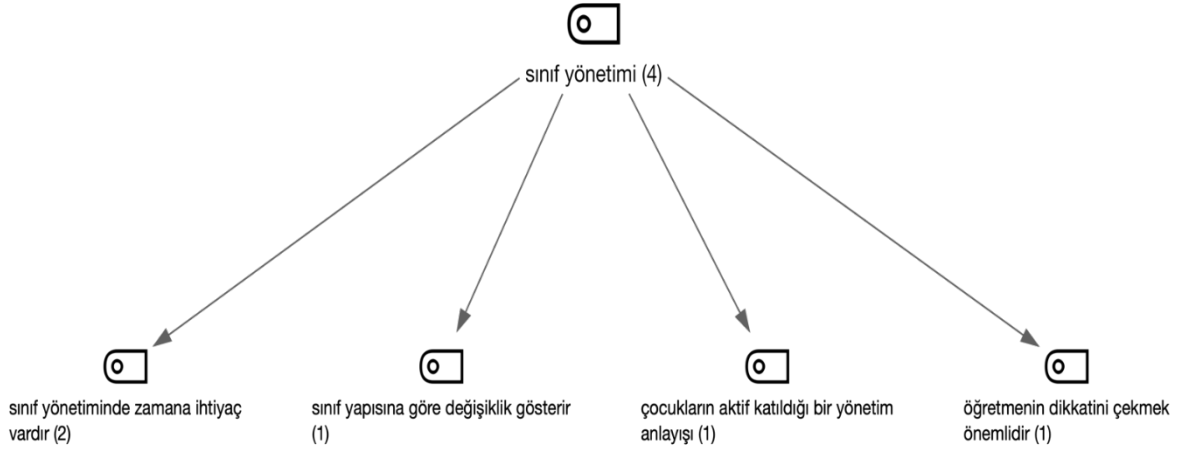 sınıf yönetimi (4)
sınıf yönetiminde zamana ihtiyaç
vardır (2)
sınıf yapısına göre değişiklik gösterir
(1)
çocukların aktif katıldığı bir yönetim
anlayışı (1)
öğretmenin dikkatini çekmek
önemlidir (1)